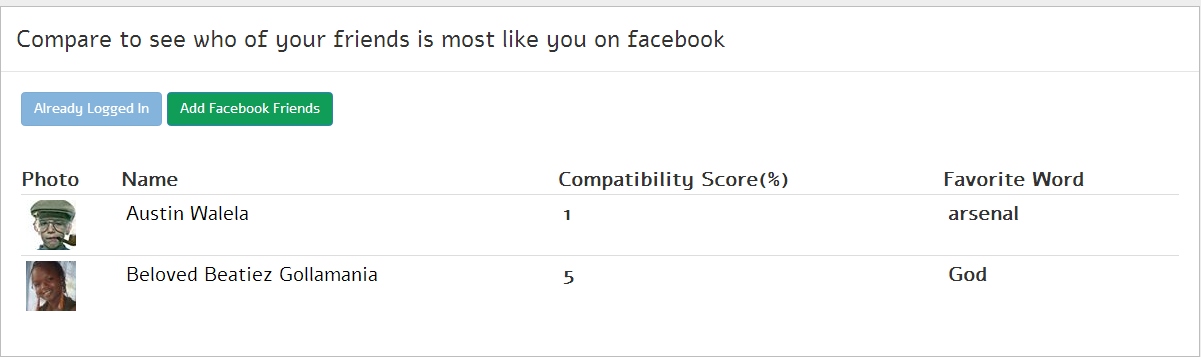 Compare to see who of your friends is most like you on facebook
Already Logged In Add Facebook Friends
Photo Name Compatibility Score(%) Favorite Word
Austin Walela 1 arsenal
Beloved Beatiez Gollamania 5 God